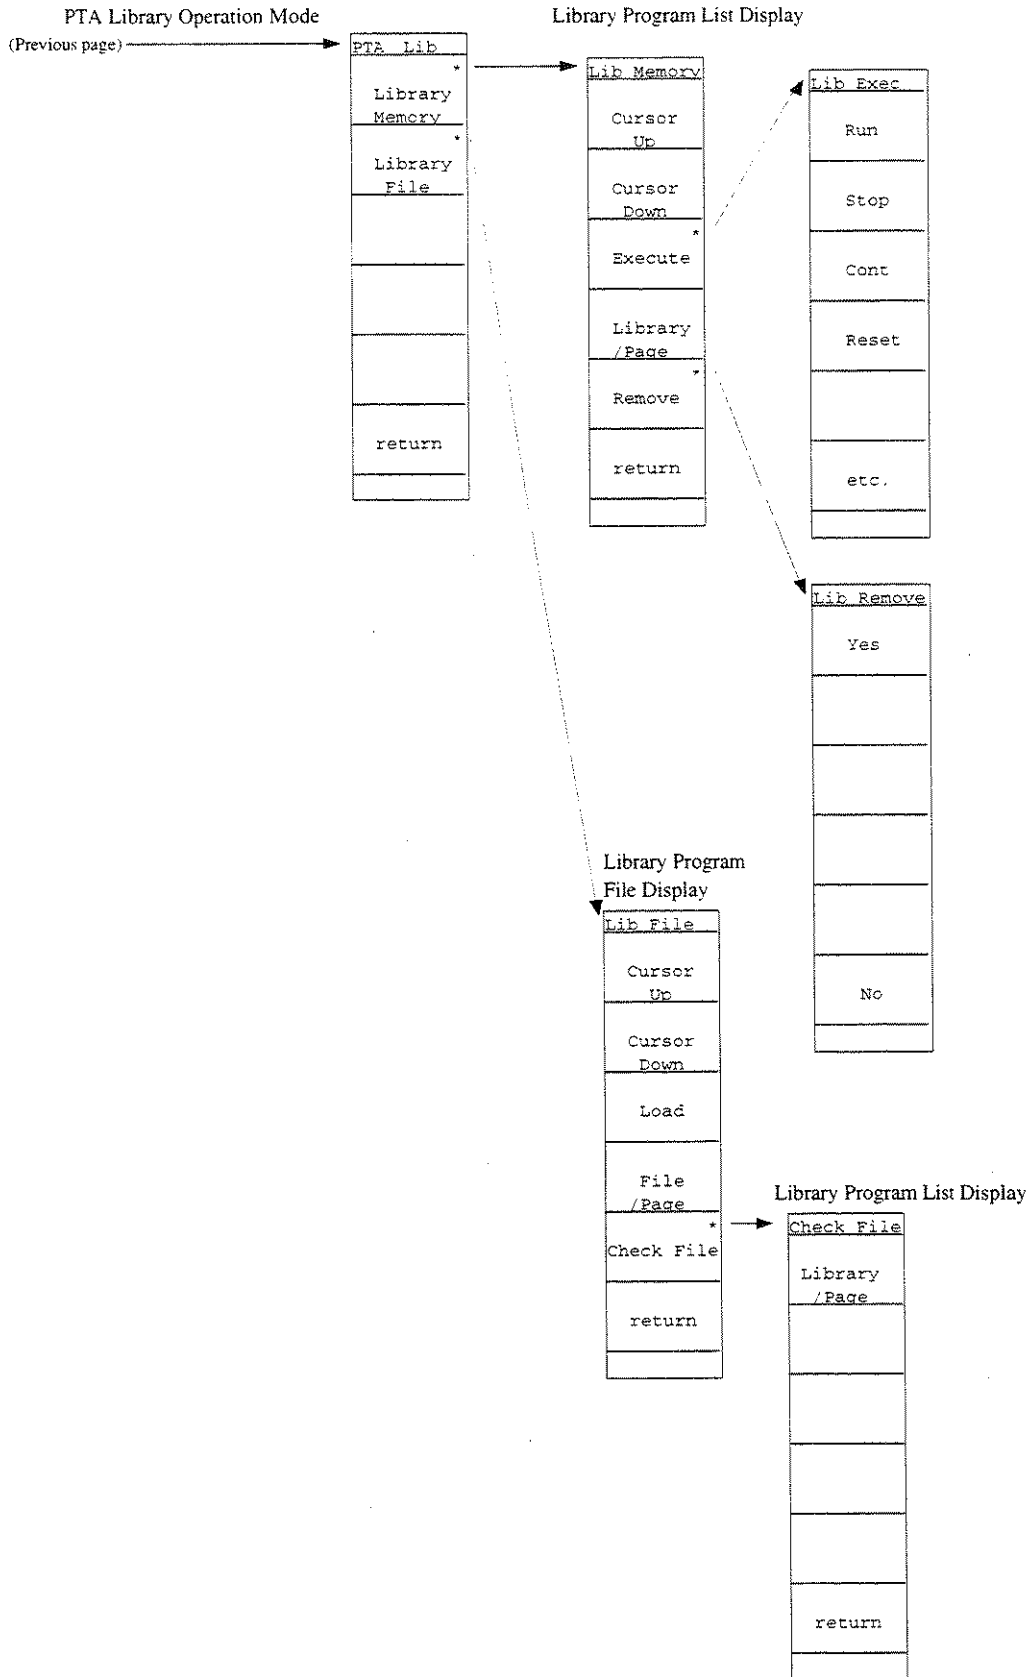 PTA Library Operation Mode
(Previous page)
PTA Lib
*
Library
Memory
*
Library
File
return
Library Program List Display
Lib Memory
Cursor
Up
Cursor
Down
*
Execute
Library
/Page
*
Remove
return
Lib Exec
Run
Stop
Cont
Reset
etc.
Lib Remove
Yes
No
Library Program
File Display
Lib File
Cursor
Up
Cursor
Down
Load
File
/Page
*
Check File
return
Library Program List Display
Check File
Library
/Page
return